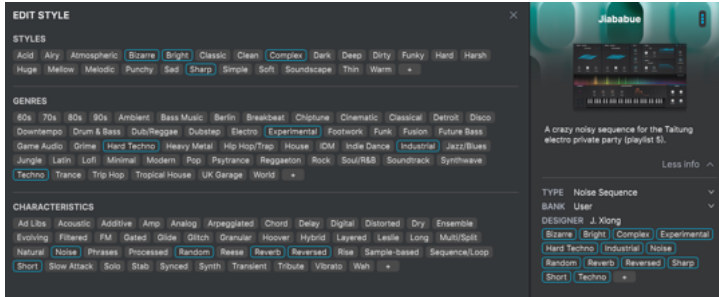 EDIT STYLE
STYLES
Acid Airy Atmospheric Bizarre Bright Classic Clean Complex Dark Deep Dirty Funky Hard Harsh
Huge Mellow Melodic Punchy Sad Sharp Simple Soft Soundscape Thin Warm +
GENRES
60s 70s 80s 90s Ambient Bass Music Berlin Breakbeat Chiptune Cinematic Classical Detroit Disco
Downtempo Drum & Bass Dub/Reggae Dubstep Electro Experimental Footwork Funk Fusion Future Bass
Game Audio Grime Hard Techno Heavy Metal Hip Hop/Trap House IDM Indie Dance Industrial Jazz/Blues
Jungle Latin Lofi Minimal Modern Pop Psytrance Reggaeton Rock Soul/R&B Soundtrack Synthwave
Techno Trance Trip Hop Tropical House UK Garage World +
CHARACTERISTICS
Ad Libs Acoustic Additive Amp Analog Arpeggiated Chord Delay Digital Distorted Dry Ensemble
Evolving Filtered FM Gated Glide Glitch Granular Hoover Hybrid Layered Leslie Long Multi/Split
Natural Noise Phrases Processed Random Reese Reverb Reversed Rise Sample-based Sequence/Loop
Short Slow Attack Solo Stab Synced Synth Transient Tribute Vibrato Wah +
Jiababue
A crazy noisy sequence for the Taitung
electro private party (playlist 5).
Less info
TYPE Noise Sequence
BANK User
DESIGNER J. Xiong
Bizarre Bright Complex Experimental
Hard Techno Industrial Noise
Random Reverb Reversed Sharp
Short Techno +